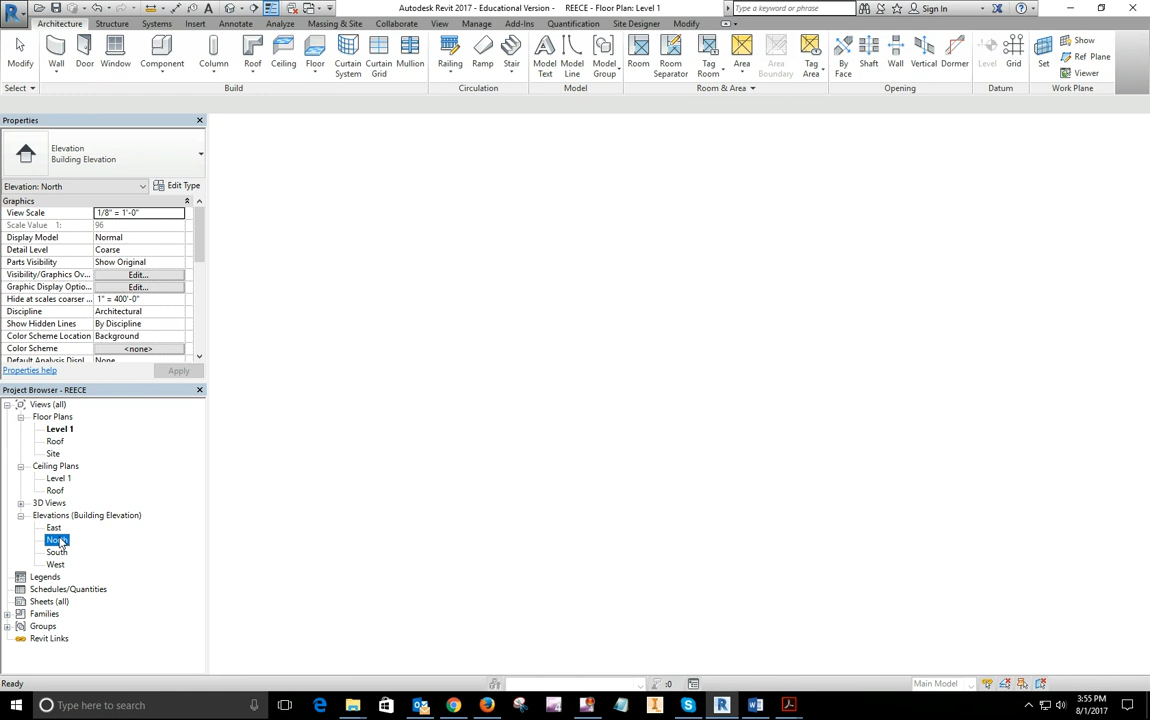 Autodesk Revit 2017 - Educational Version - REECE - Floor Plan: Level 1
Type a keyword or phrase
Sign In
Architecture Structure Systems Insert Annotate Analyze Massing & Site Collaborate View Manage Add-Ins Quantification Site Designer Modify
Modify Wall Door Window Component Column Roof Ceiling Floor Curtain System Curtain Grid Mullion Railing Ramp Stair Model Text Model Line Model Group Room Room Separator Tag Room Area Area Boundary Tag Area By Face Shaft Wall Vertical Dormer Level Grid Set Show Ref Plane Viewer
Select Build Circulation Model Room & Area Opening Datum Work Plane
Properties
Elevation
Building Elevation
Elevation: North Edit Type
Graphics
View Scale 1/8" = 1'-0"
Scale Value 1: 96
Display Model Normal
Detail Level Coarse
Parts Visibility Show Original
Visibility/Graphics Ov... Edit...
Graphic Display Optio... Edit...
Hide at scales coarser ... 1" = 400'-0"
Discipline Architectural
Show Hidden Lines By Discipline
Color Scheme Location Background
Color Scheme <none>
Default Analysis Displ... None
Properties help Apply
Project Browser - REECE
Views (all)
Floor Plans
Level 1
Roof
Site
Ceiling Plans
Level 1
Roof
3D Views
Elevations (Building Elevation)
East
North
South
West
Legends
Schedules/Quantities
Sheets (all)
Families
Groups
Revit Links
Ready :0 Main Model
Type here to search
3:55 PM
8/1/2017